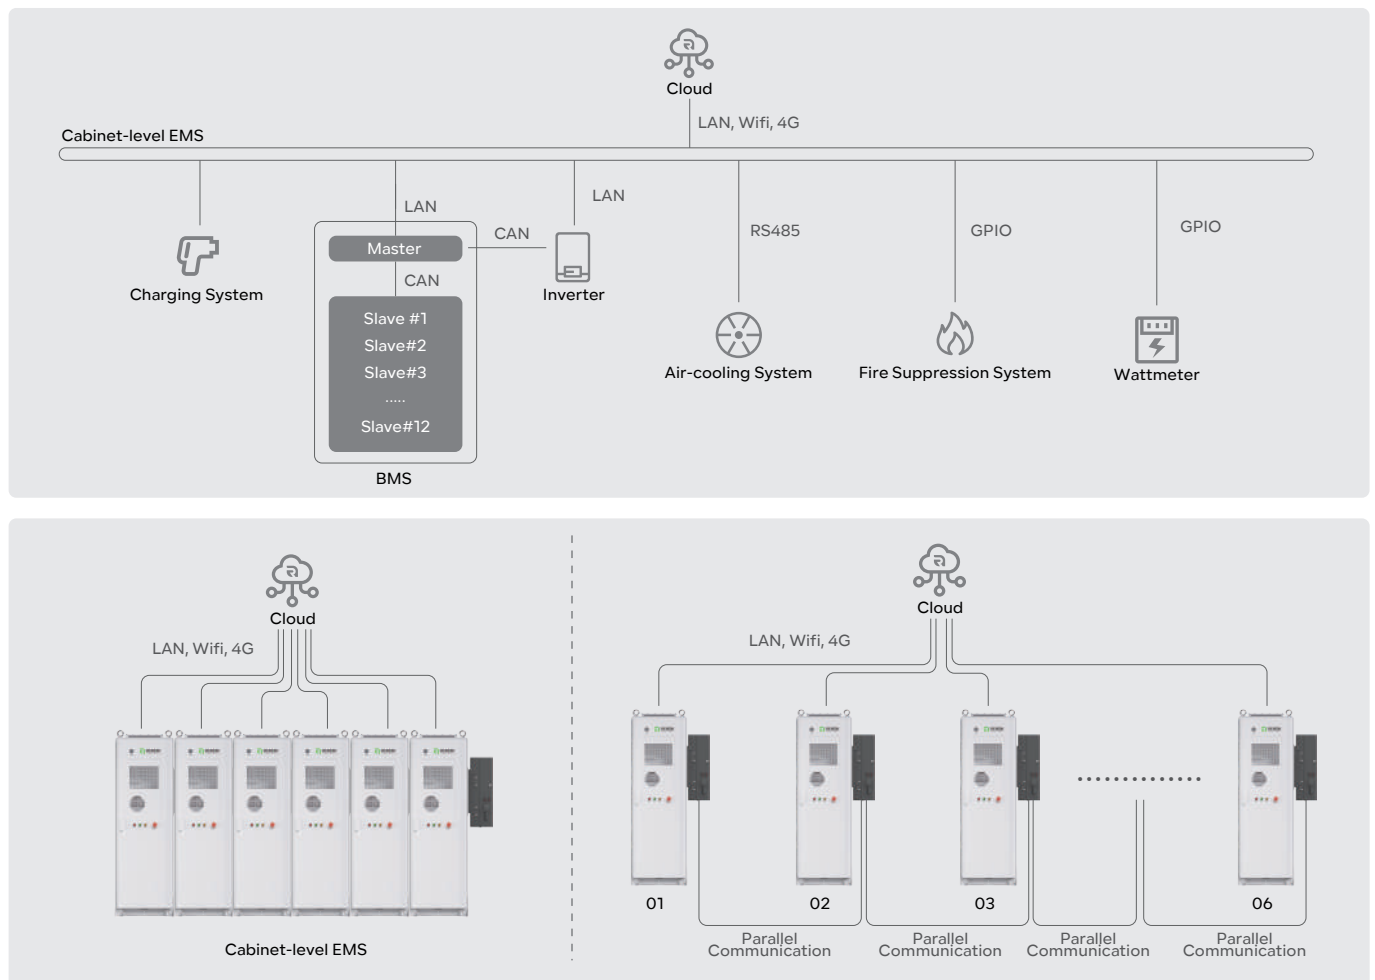 Cloud
LAN, Wifi, 4G
Cabinet-level EMS
LAN
LAN
CAN
RS485
GPIO
GPIO
Master
CAN
Charging System
Inverter
Slave #1
Slave#2
Slave#3
.....
Slave#12
Air-cooling System
Fire Suppression System
Wattmeter
BMS
Cloud
LAN, Wifi, 4G
Cabinet-level EMS
Cloud
LAN, Wifi, 4G
01
02
03
06
Parallel
Communication
Parallel
Communication
Parallel
Communication
Parallel
Communication